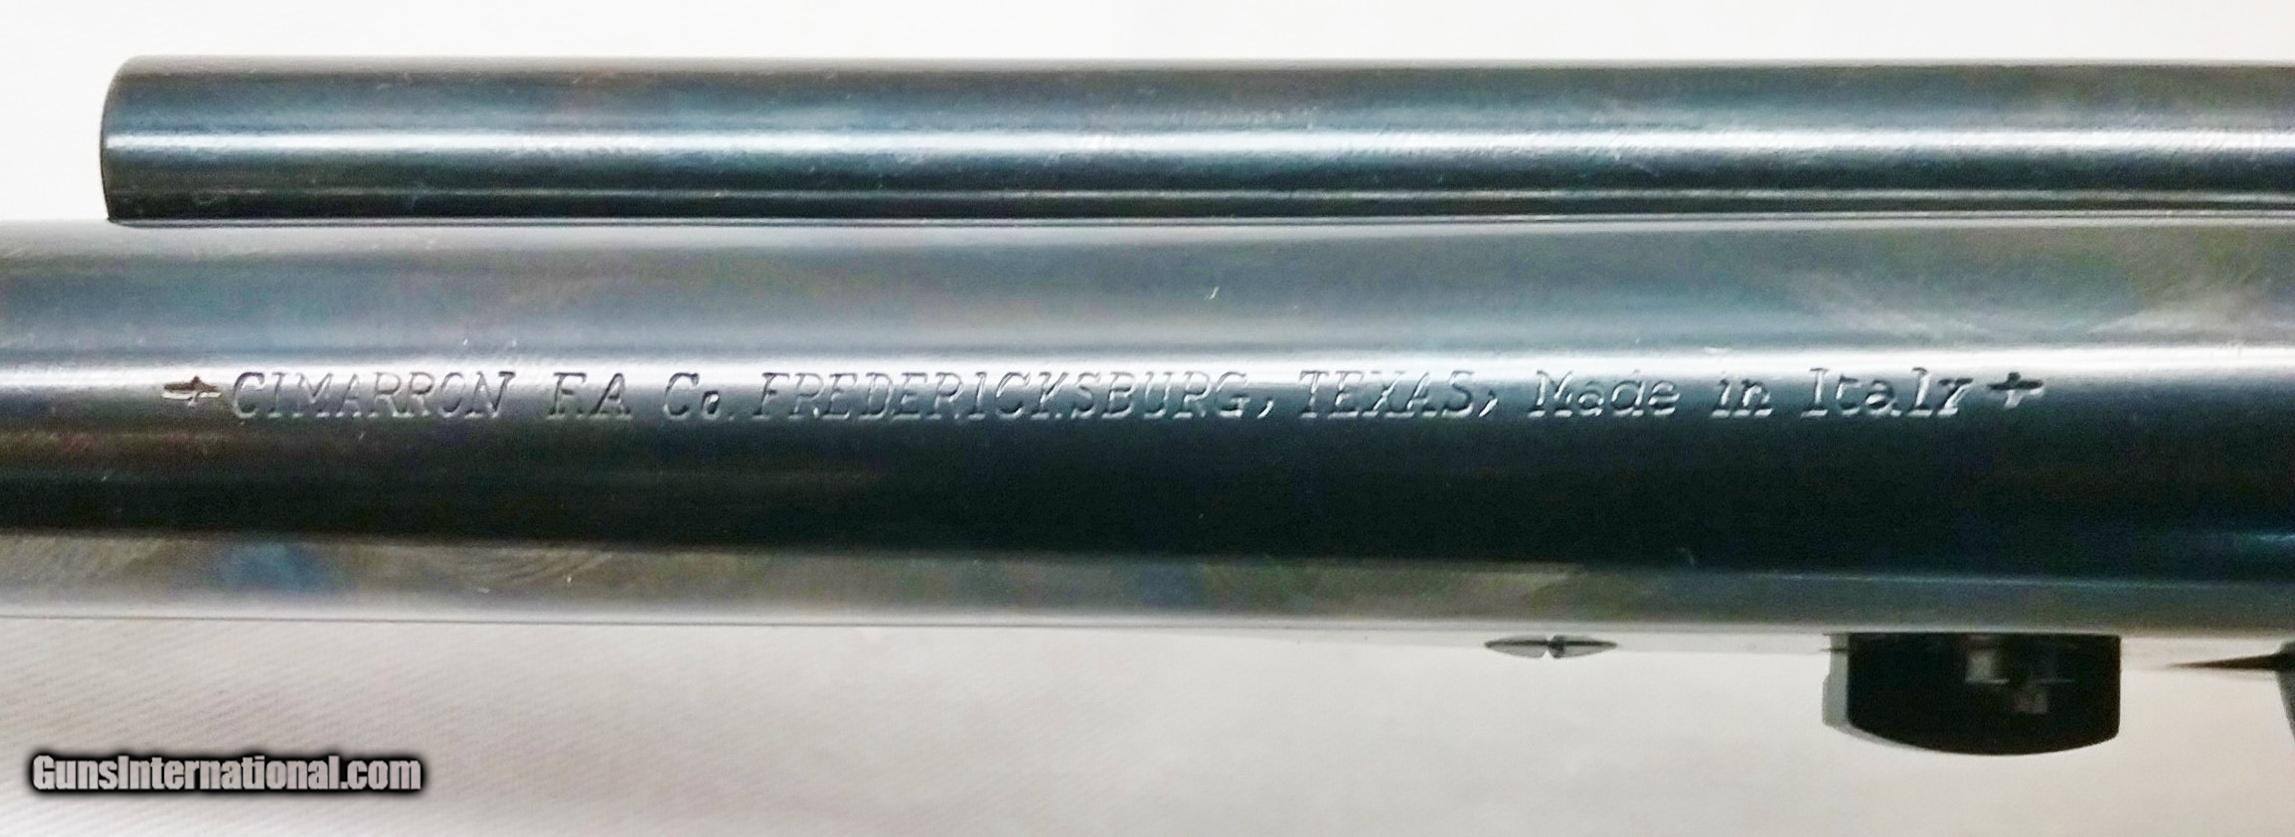 CIMARRON F.A. Co. FREDERICKSBURG, TEXAS, Made in Italy
GunsInternational.com